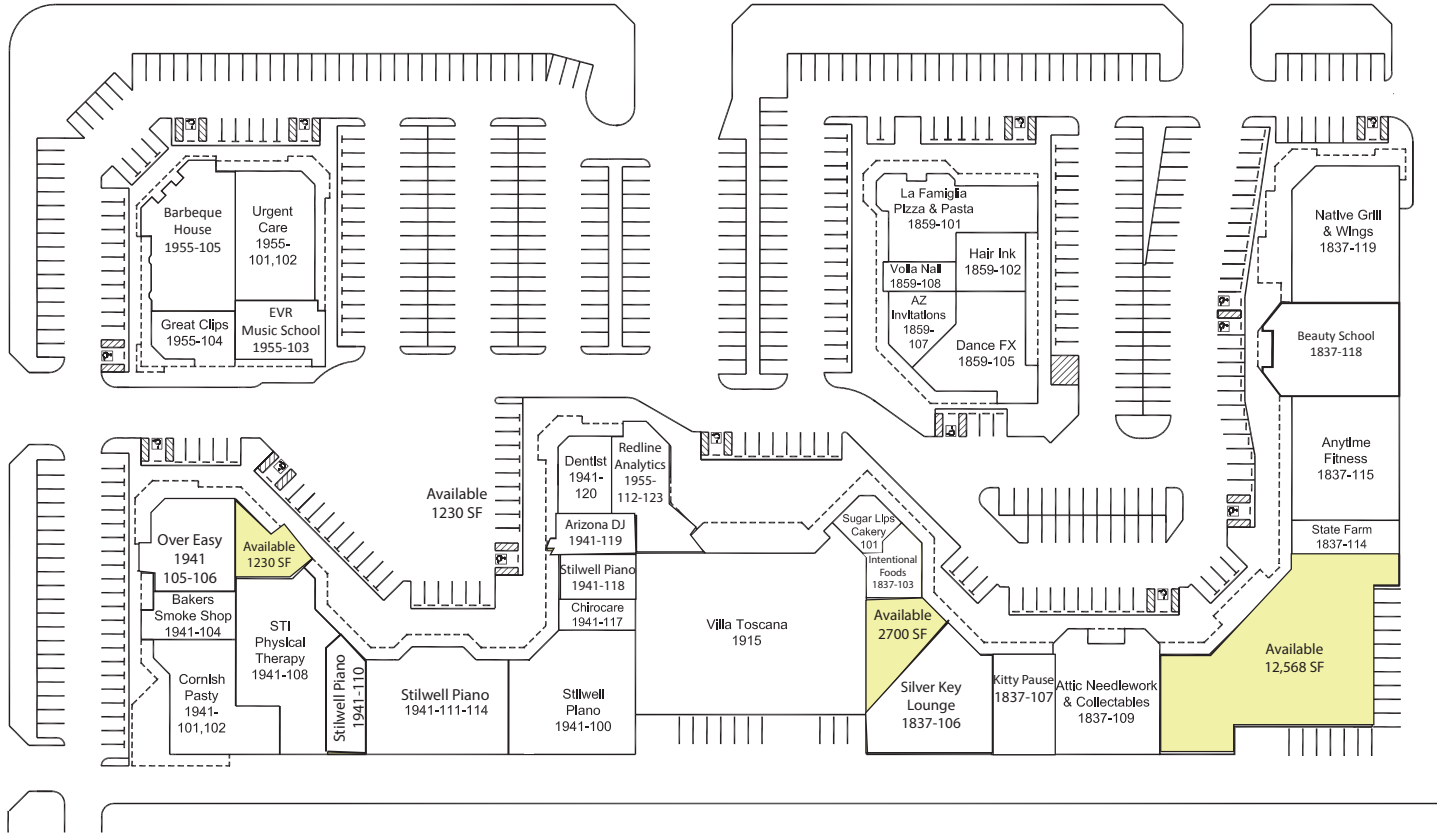 Barbeque
House
1955-105
Urgent
Care
1955-
101,102
Great Clips
1955-104
EVR
Music School
1955-103
La Famiglia
Pizza & Pasta
1859-101
Hair Ink
1859-102
Volla Nail
1859-108
AZ
Invitations
1859-
107
Dance FX
1859-105
Native Grill
& Wings
1837-119
Beauty School
1837-118
Anytime
Fitness
1837-115
State Farm
1837-114
Available
12,568 SF
Available
1230 SF
Over Easy
1941
105-106
Available
1230 SF
Bakers
Smoke Shop
1941-104
Cornish
Pasty
1941-
101,102
STI
Physical
Therapy
1941-108
Stilwell Piano
1941-110
Stilwell Piano
1941-111-114
Stilwell
Piano
1941-100
Dentist
1941-
120
Redline
Analytics
1955-
112-123
Arizona DJ
1941-119
Stilwell Piano
1941-118
Chirocare
1941-117
Villa Toscana
1915
Sugar Lips
Cakery
101
Intentional
Foods
1837-103
Available
2700 SF
Silver Key
Lounge
1837-106
Kitty Pause
1837-107
Attic Needlework
& Collectables
1837-109